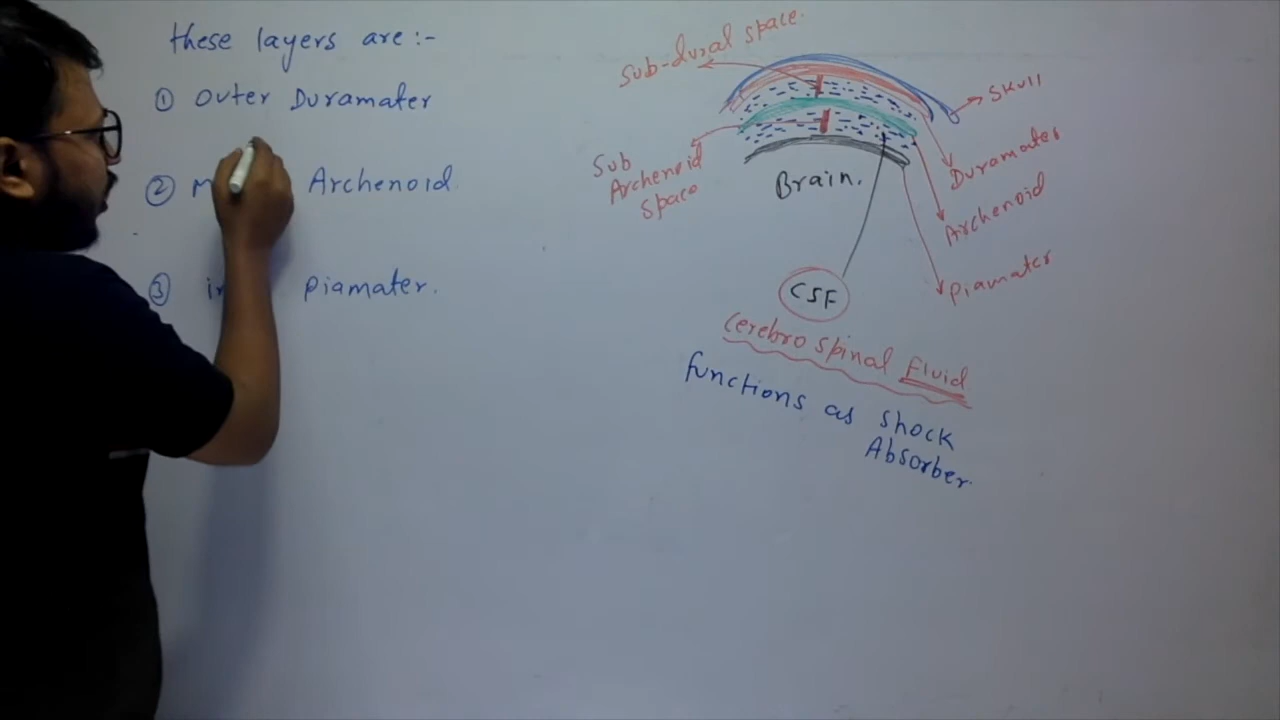 these layers are :-
① Outer Duramater
② Archenoid.
③ piamater.
Sub-dural space.
Skull
Duramater
Sub
Archenoid
Space
Archenoid
Brain.
Piamater
CSF
Cerebro spinal Fluid
functions as shock
Absorber.